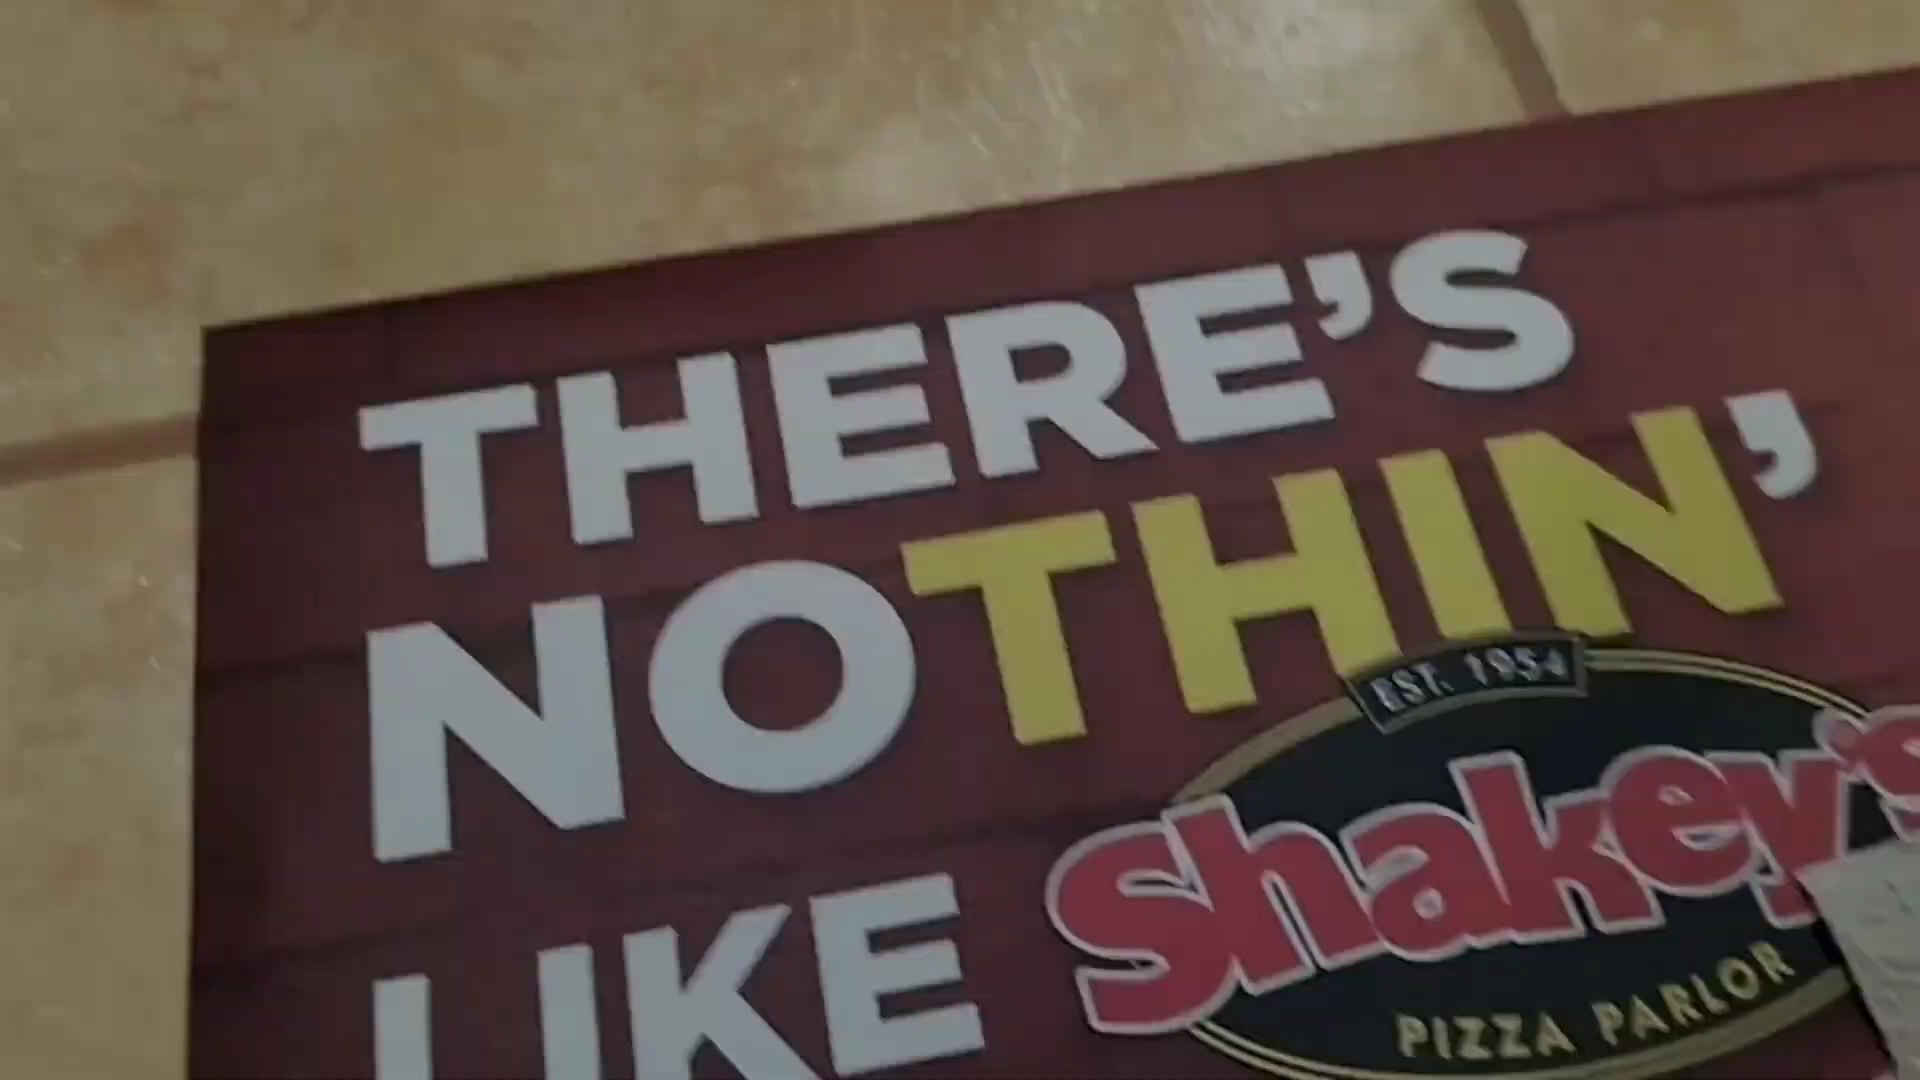 THERE'S
NOTHIN'
LIKE
EST. 1954
Shakey's
PIZZA PARLOR